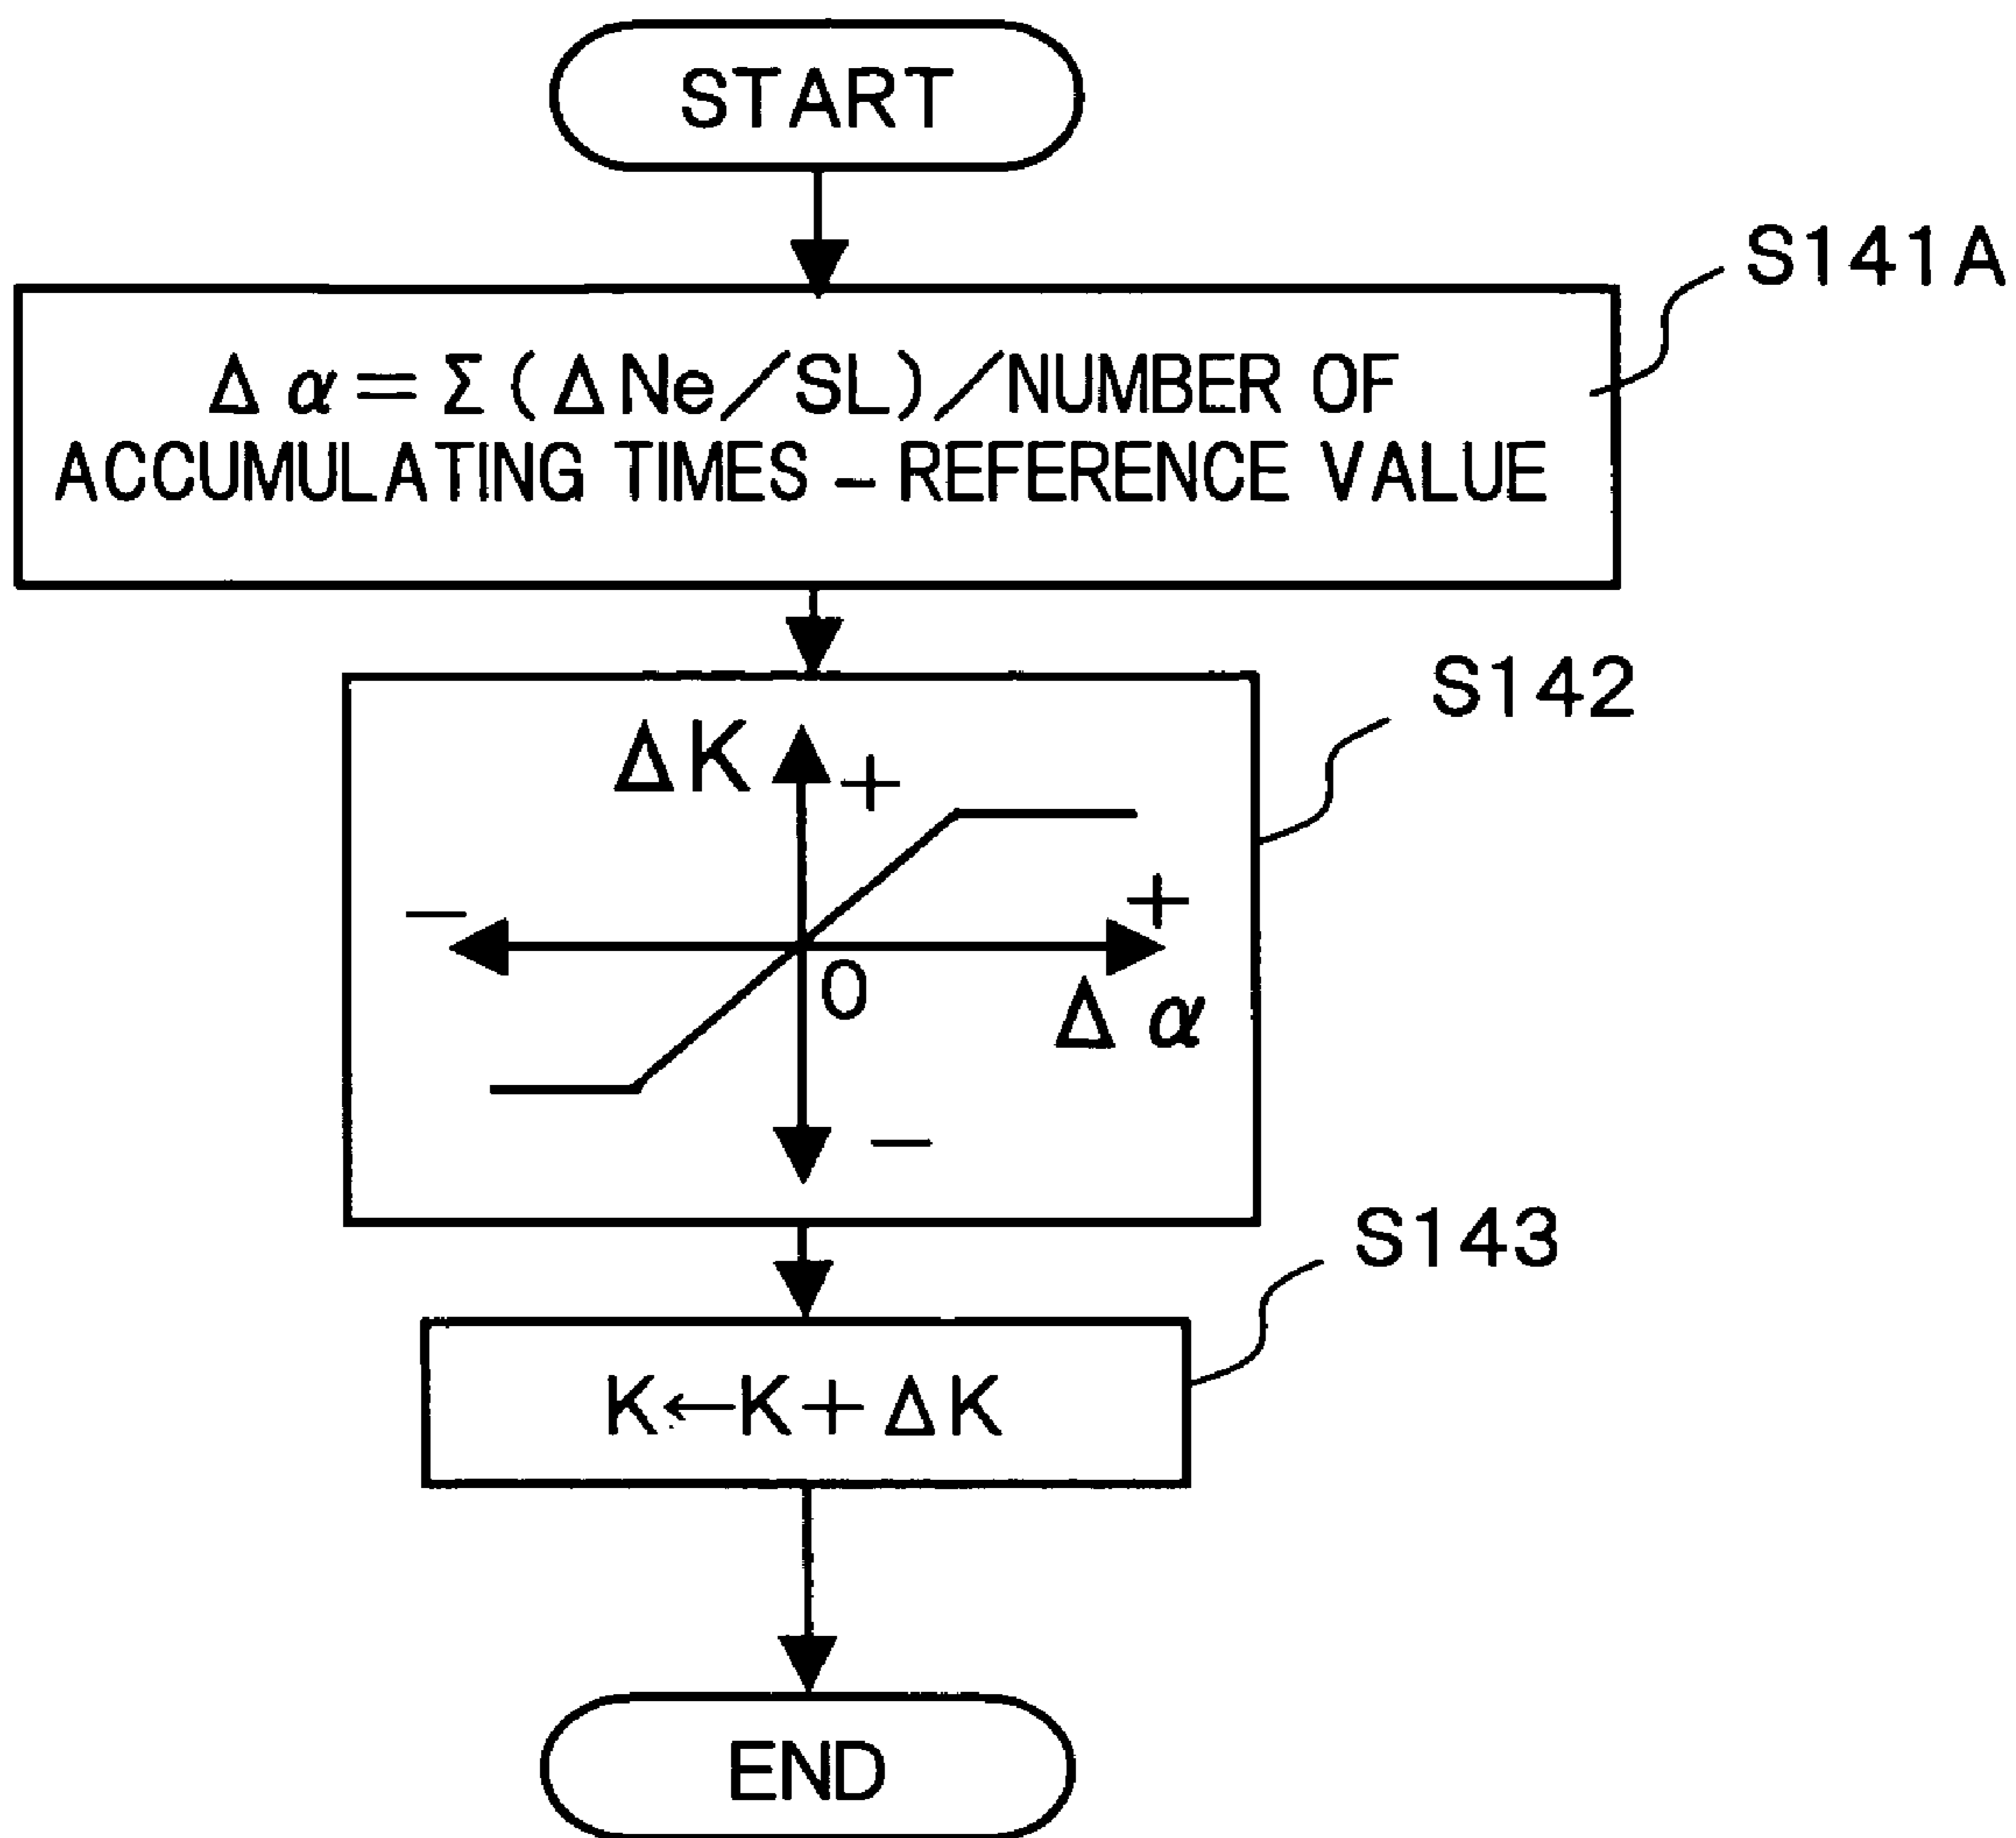 START
S141A
Δα=Σ(ΔNe/SL)/NUMBER OF
ACCUMULATING TIMES-REFERENCE VALUE
S142
ΔK
+
-
+
0
Δα
-
S143
K←K+ΔK
END